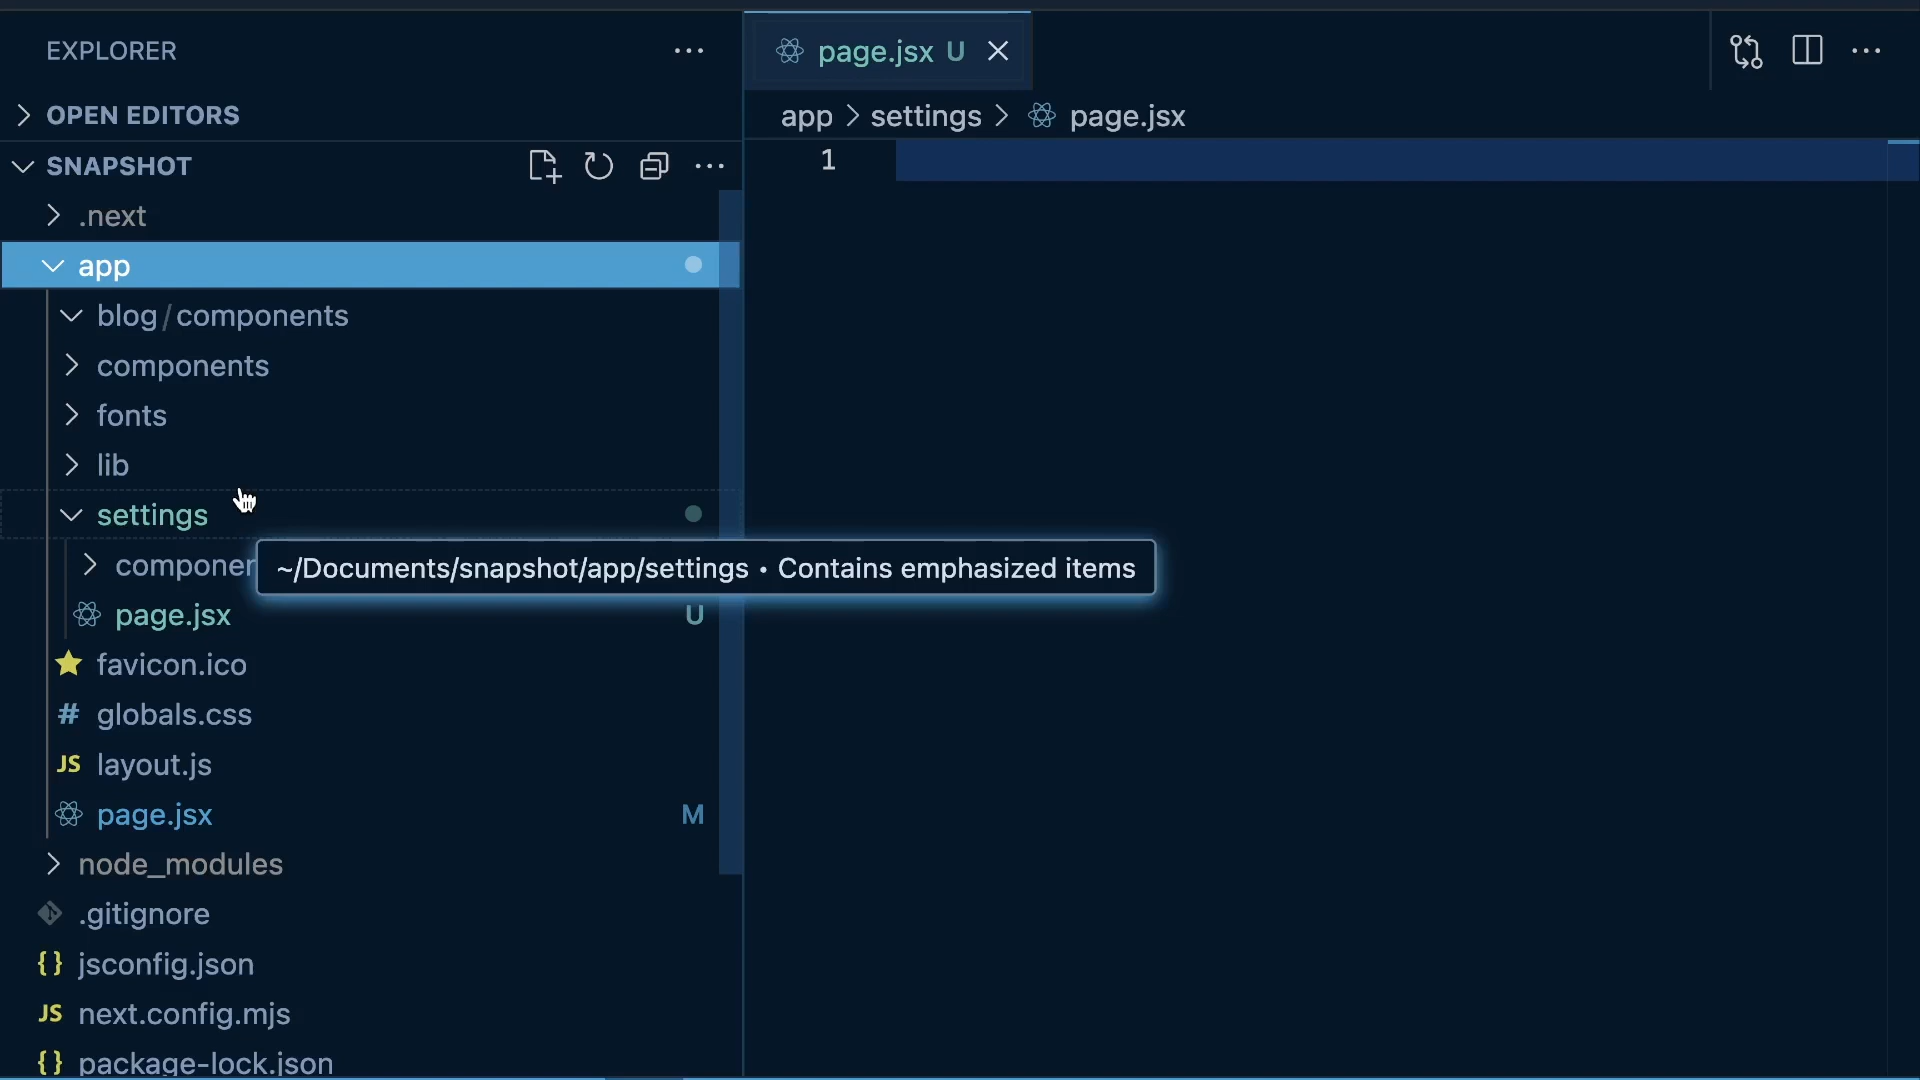 EXPLORER
OPEN EDITORS
SNAPSHOT
.next
app
blog/components
components
fonts
lib
settings
componen
page.jsx U
favicon.ico
# globals.css
JS layout.js
page.jsx M
node_modules
.gitignore
{} jsconfig.json
JS next.config.mjs
{} package-lock.json
~/Documents/snapshot/app/settings • Contains emphasized items
page.jsx U
app > settings > page.jsx
1